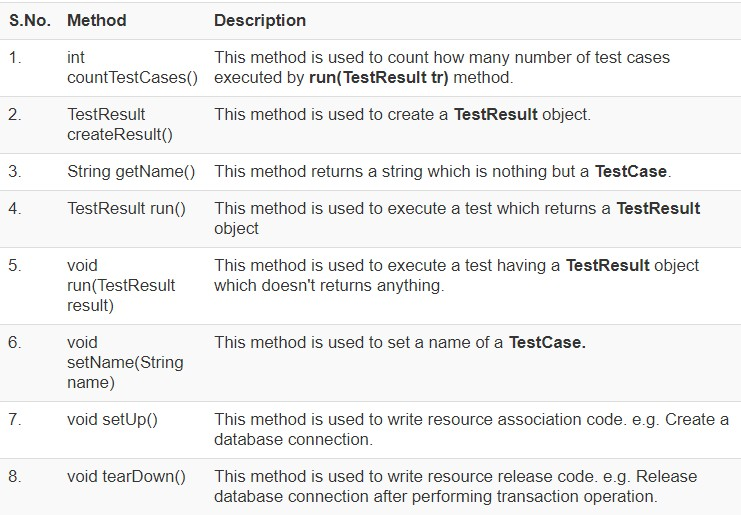 S.No. Method Description
1. int countTestCases() This method is used to count how many number of test cases executed by run(TestResult tr) method.
2. TestResult createResult() This method is used to create a TestResult object.
3. String getName() This method returns a string which is nothing but a TestCase.
4. TestResult run() This method is used to execute a test which returns a TestResult object
5. void run(TestResult result) This method is used to execute a test having a TestResult object which doesn't returns anything.
6. void setName(String name) This method is used to set a name of a TestCase.
7. void setUp() This method is used to write resource association code. e.g. Create a database connection.
8. void tearDown() This method is used to write resource release code. e.g. Release database connection after performing transaction operation.